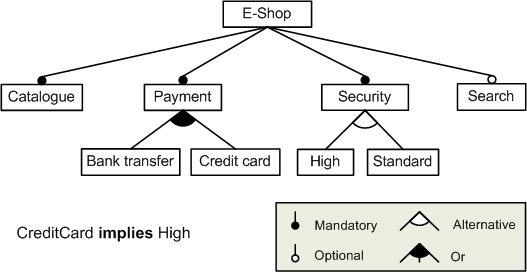 E-Shop
Catalogue
Payment
Security
Search
Bank transfer
Credit card
High
Standard
CreditCard implies High
Mandatory
Alternative
Optional
Or